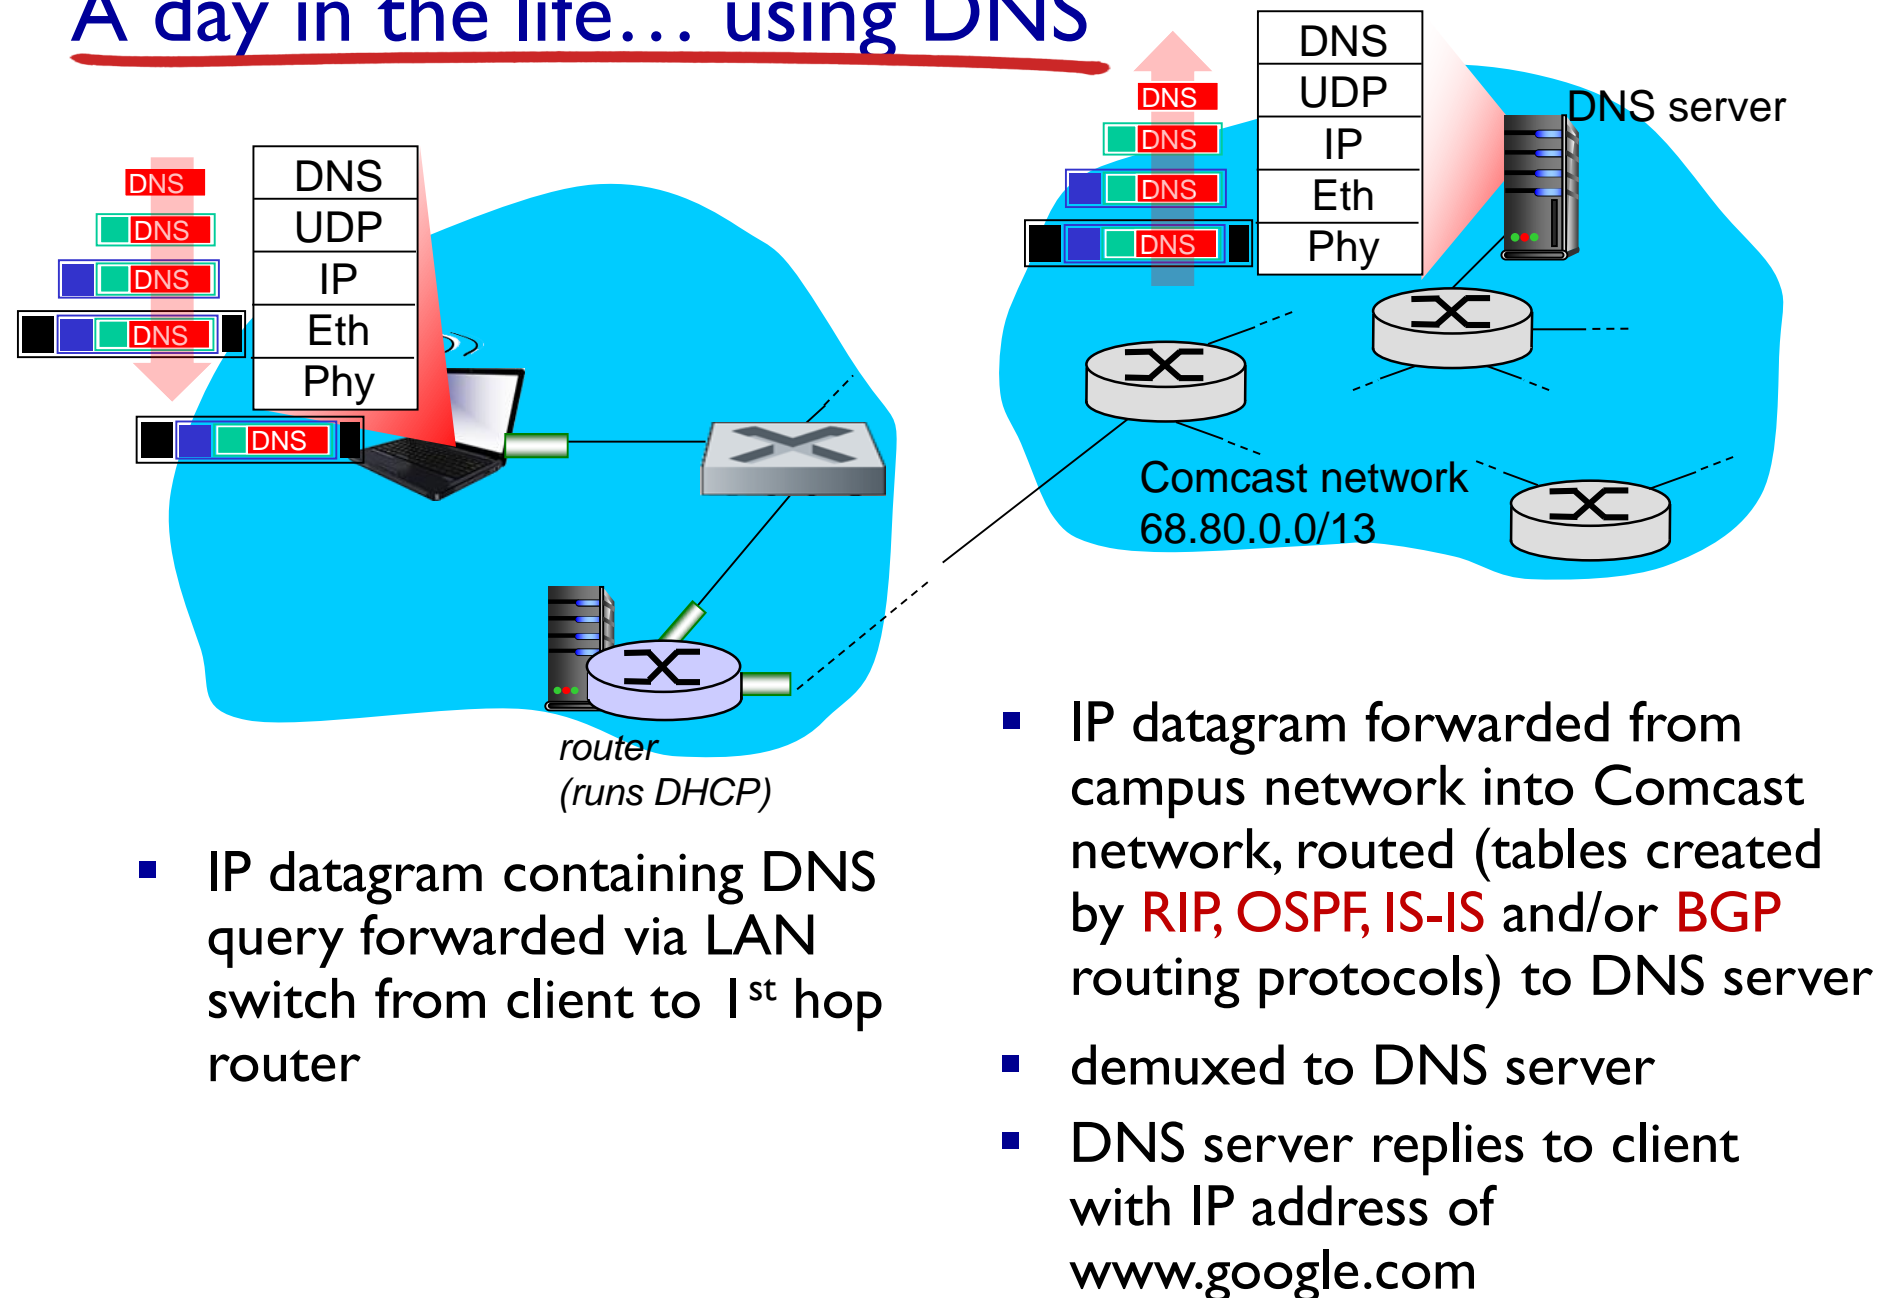 A day in the life... using DNS
DNS
DNS
DNS
DNS
DNS
DNS
UDP
IP
Eth
Phy
router
(runs DHCP)
DNS
DNS
DNS
DNS
DNS
UDP
IP
Eth
Phy
DNS server
Comcast network
68.80.0.0/13
▪ IP datagram containing DNS
query forwarded via LAN
switch from client to 1st hop
router
▪ IP datagram forwarded from
campus network into Comcast
network, routed (tables created
by RIP, OSPF, IS-IS and/or BGP
routing protocols) to DNS server
▪ demuxed to DNS server
▪ DNS server replies to client
with IP address of
www.google.com